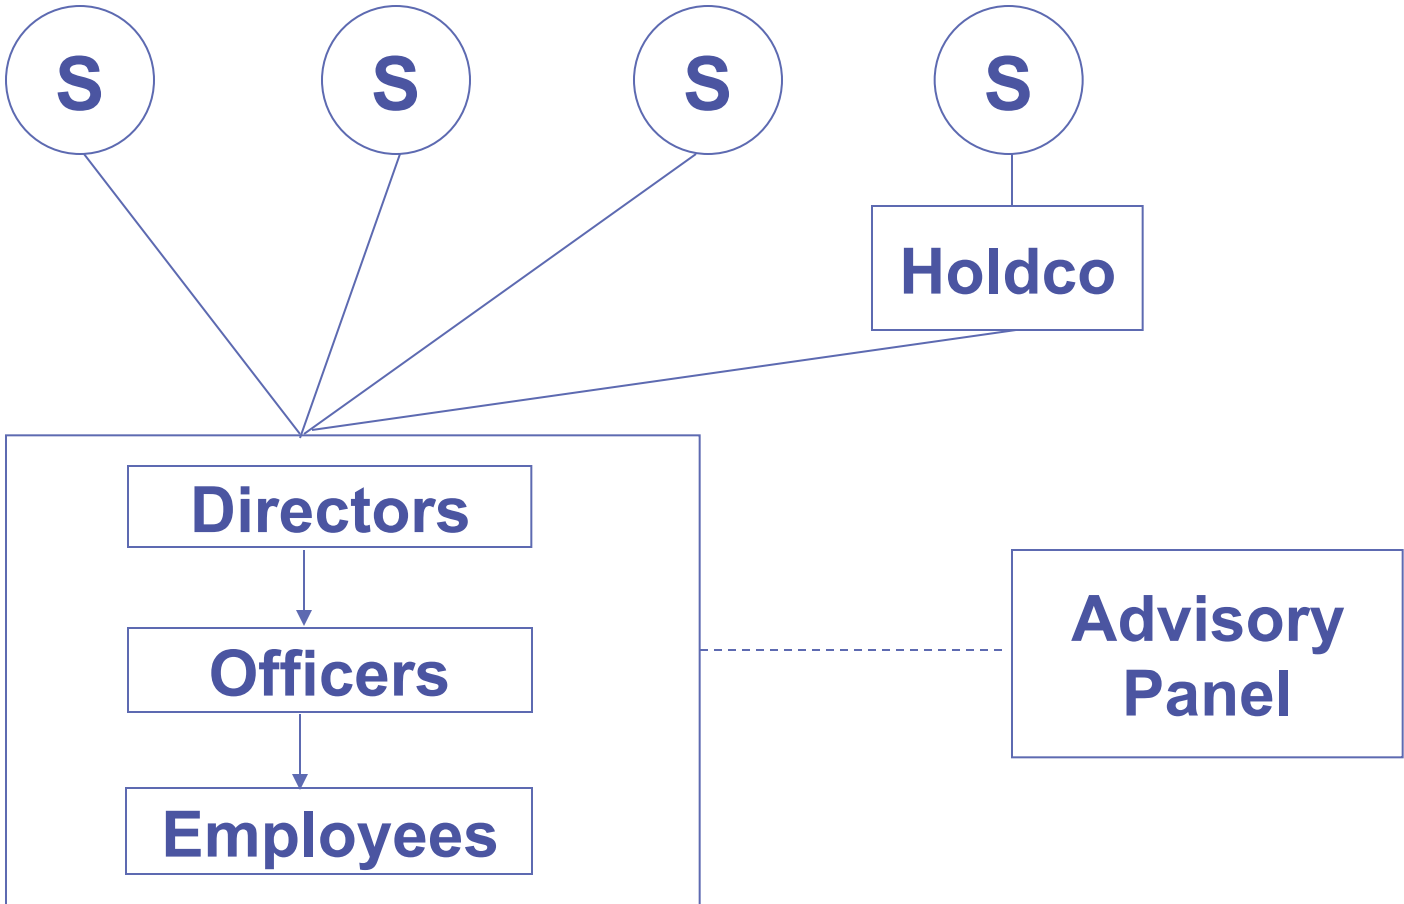 S
S
S
S
Holdco
Directors
Officers
Employees
Advisory
Panel